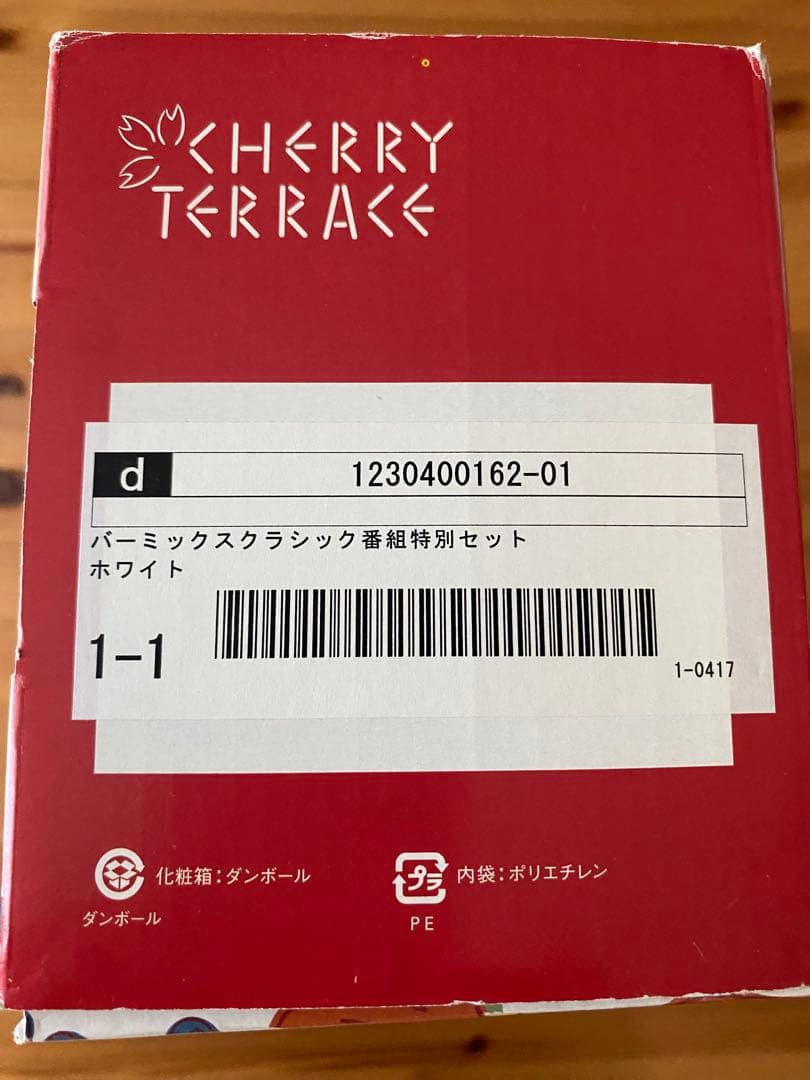 CHERRY
TERRACE
d 1230400162-01
バーミックスクラシック番組特別セット
ホワイト
1-1
1-0417
化粧箱:ダンボール
ダンボール
プラ
内袋:ポリエチレン
PE